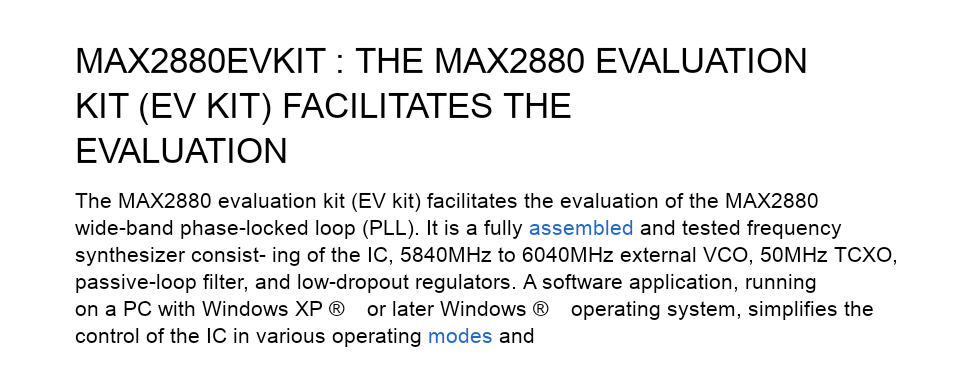 MAX2880EVKIT : THE MAX2880 EVALUATION
KIT (EV KIT) FACILITATES THE
EVALUATION
The MAX2880 evaluation kit (EV kit) facilitates the evaluation of the MAX2880
wide-band phase-locked loop (PLL). It is a fully assembled and tested frequency
synthesizer consist- ing of the IC, 5840MHz to 6040MHz external VCO, 50MHz TCXO,
passive-loop filter, and low-dropout regulators. A software application, running
on a PC with Windows XP ® or later Windows ® operating system, simplifies the
control of the IC in various operating modes and